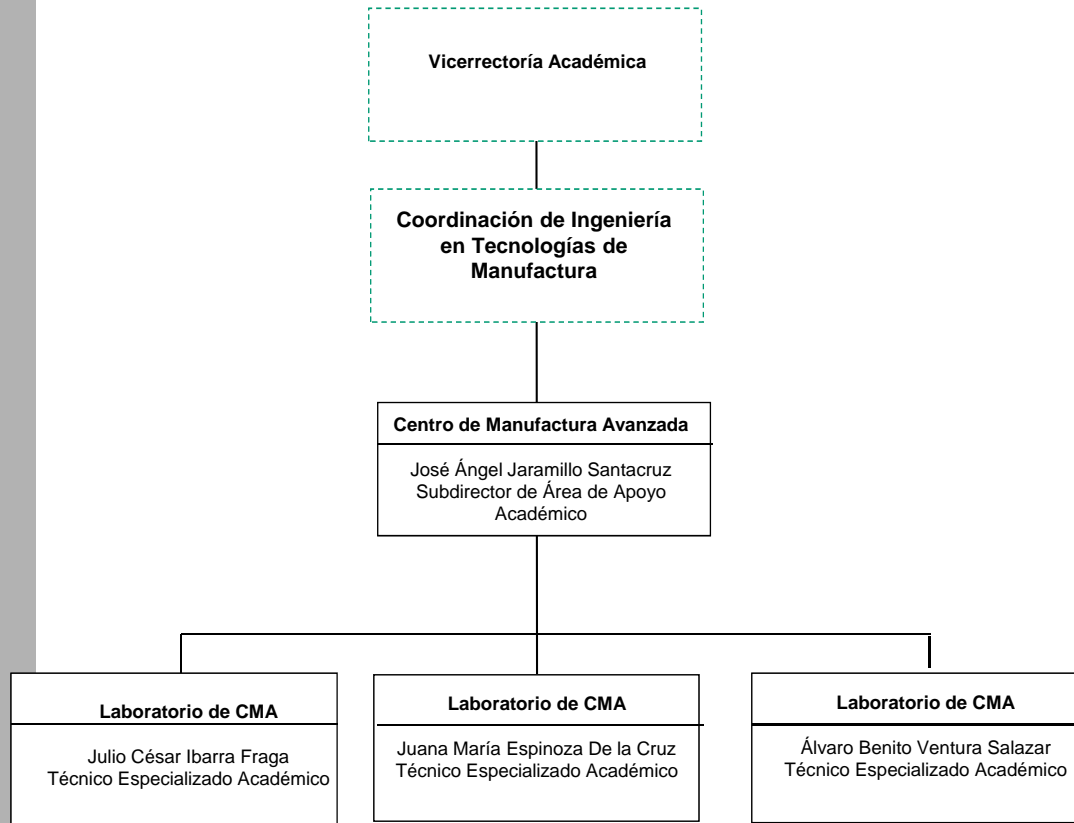 Vicerrectoría Académica
Coordinación de Ingeniería
en Tecnologías de
Manufactura
Centro de Manufactura Avanzada
José Ángel Jaramillo Santacruz
Subdirector de Área de Apoyo
Académico
Laboratorio de CMA
Julio César Ibarra Fraga
Técnico Especializado Académico
Laboratorio de CMA
Juana María Espinoza De la Cruz
Técnico Especializado Académico
Laboratorio de CMA
Álvaro Benito Ventura Salazar
Técnico Especializado Académico